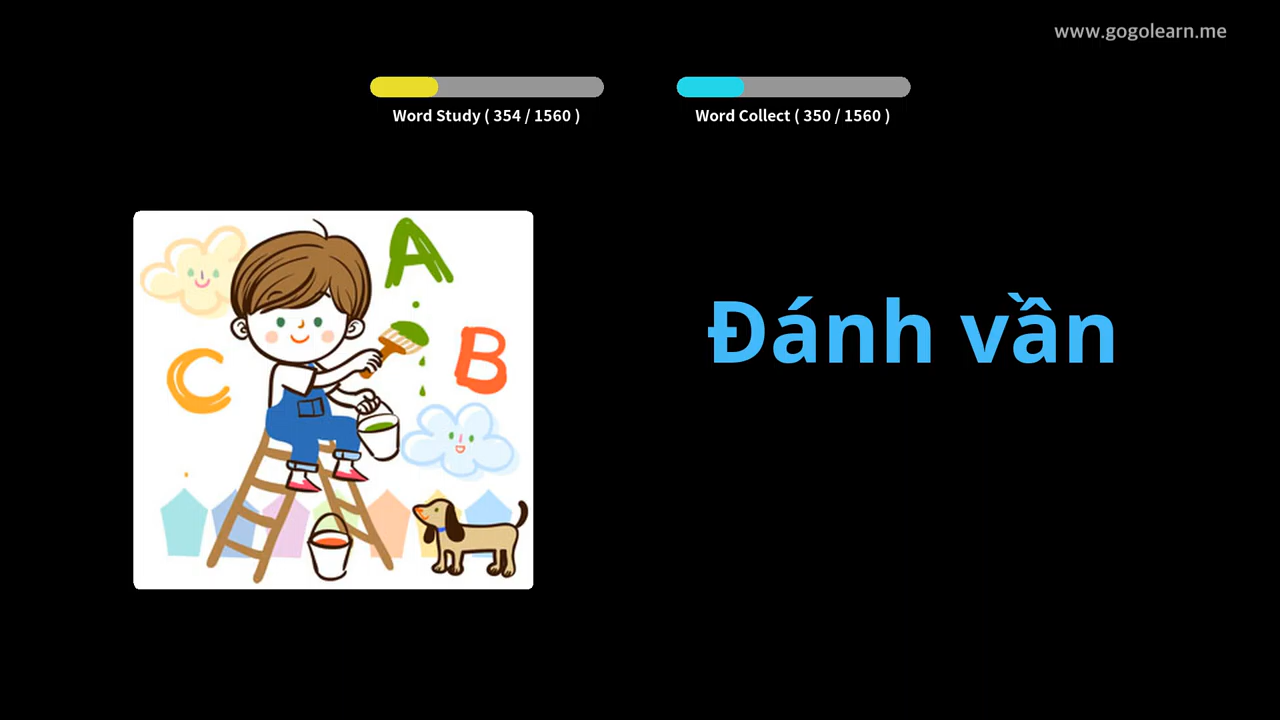 www.gogolearn.me
Word Study ( 354 / 1560 )
Word Collect ( 350 / 1560 )
A
B
C
Đánh vần